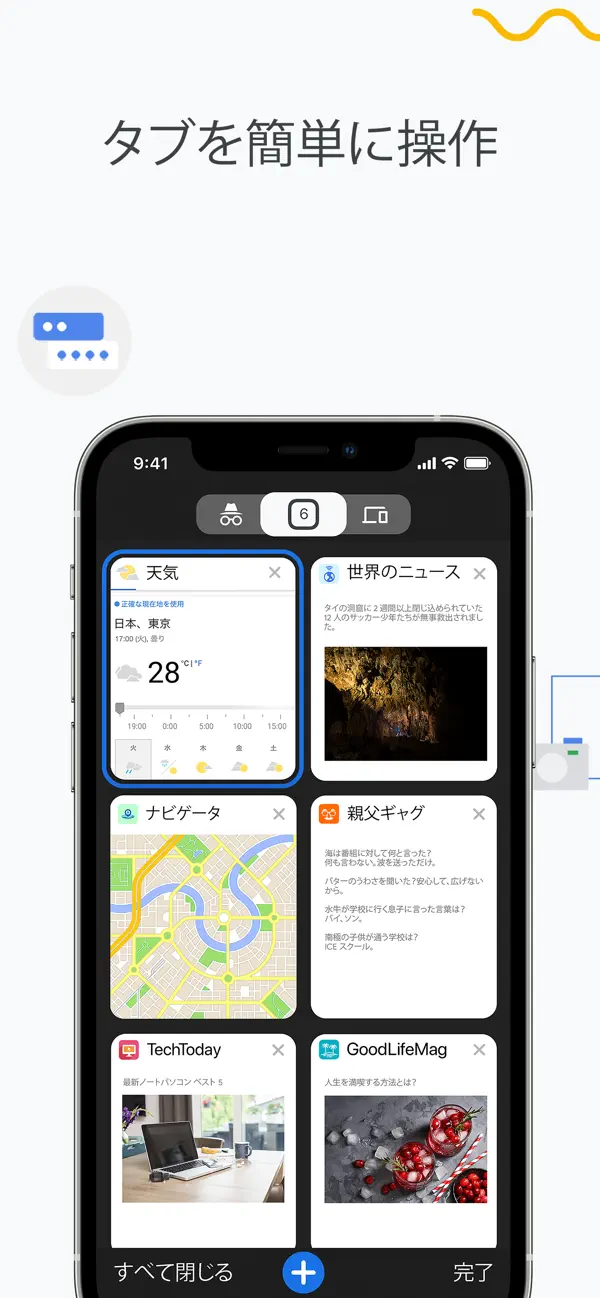 タブを簡単に操作
9:41
6
天気
正確な現在地を使用
日本、東京
17:00 (火), 曇り
28 °C | °F
19:00 0:00 5:00 10:00 15:00
火 水 木 金 土
世界のニュース
タイの洞窟に 2 週間以上閉じ込められていた
12 人のサッカー少年たちが無事救出されまし
た。
ナビゲータ
親父ギャグ
海は番組に対して何と言った?
何も言わない。波を送っただけ。
バターのうわさを聞いた?安心して、広げない
から。
水牛が学校に行く息子に言った言葉は?
バイ、ソン。
南極の子供が通う学校は?
ICE スクール。
TechToday
最新ノートパソコン ベスト 5
GoodLifeMag
人生を満喫する方法とは?
すべて閉じる
完了